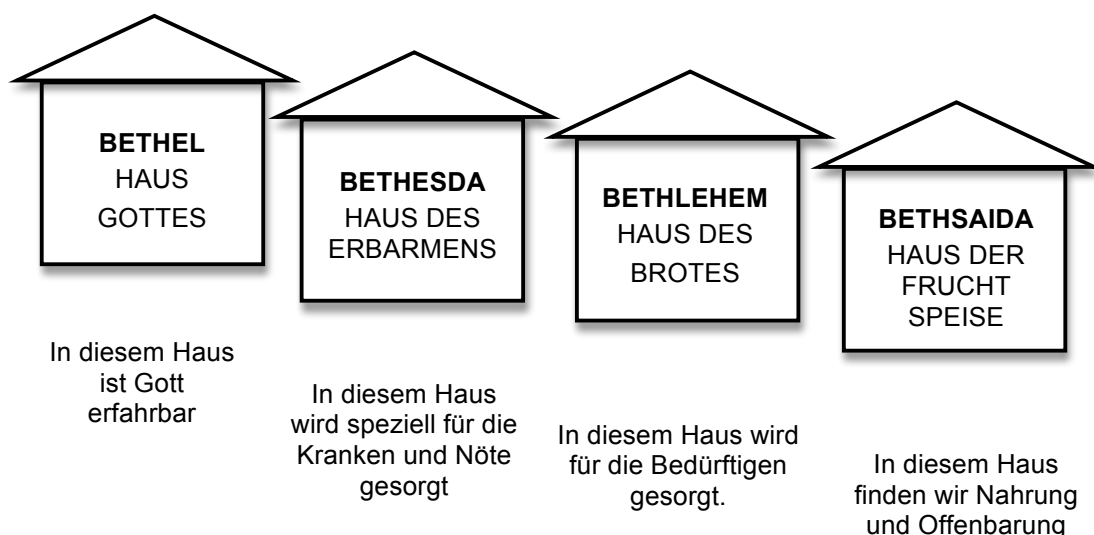 BETHEL
HAUS
GOTTES
In diesem Haus
ist Gott
erfahrbar
BETHESDA
HAUS DES
ERBARMENS
In diesem Haus
wird speziell für die
Kranken und Nöte
gesorgt
BETHLEHEM
HAUS DES
BROTES
In diesem Haus wird
für die Bedürftigen
gesorgt.
BETHSAIDA
HAUS DER
FRUCHT
SPEISE
In diesem Haus
finden wir Nahrung
und Offenbarung